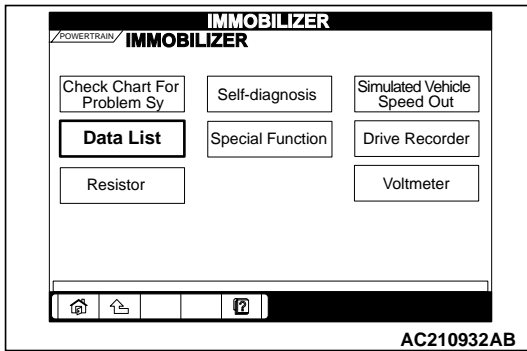 IMMOBILIZER
POWERTRAIN IMMOBILIZER
Check Chart For
Problem Sy
Self-diagnosis
Simulated Vehicle
Speed Out
Data List
Special Function
Drive Recorder
Resistor
Voltmeter
AC210932AB